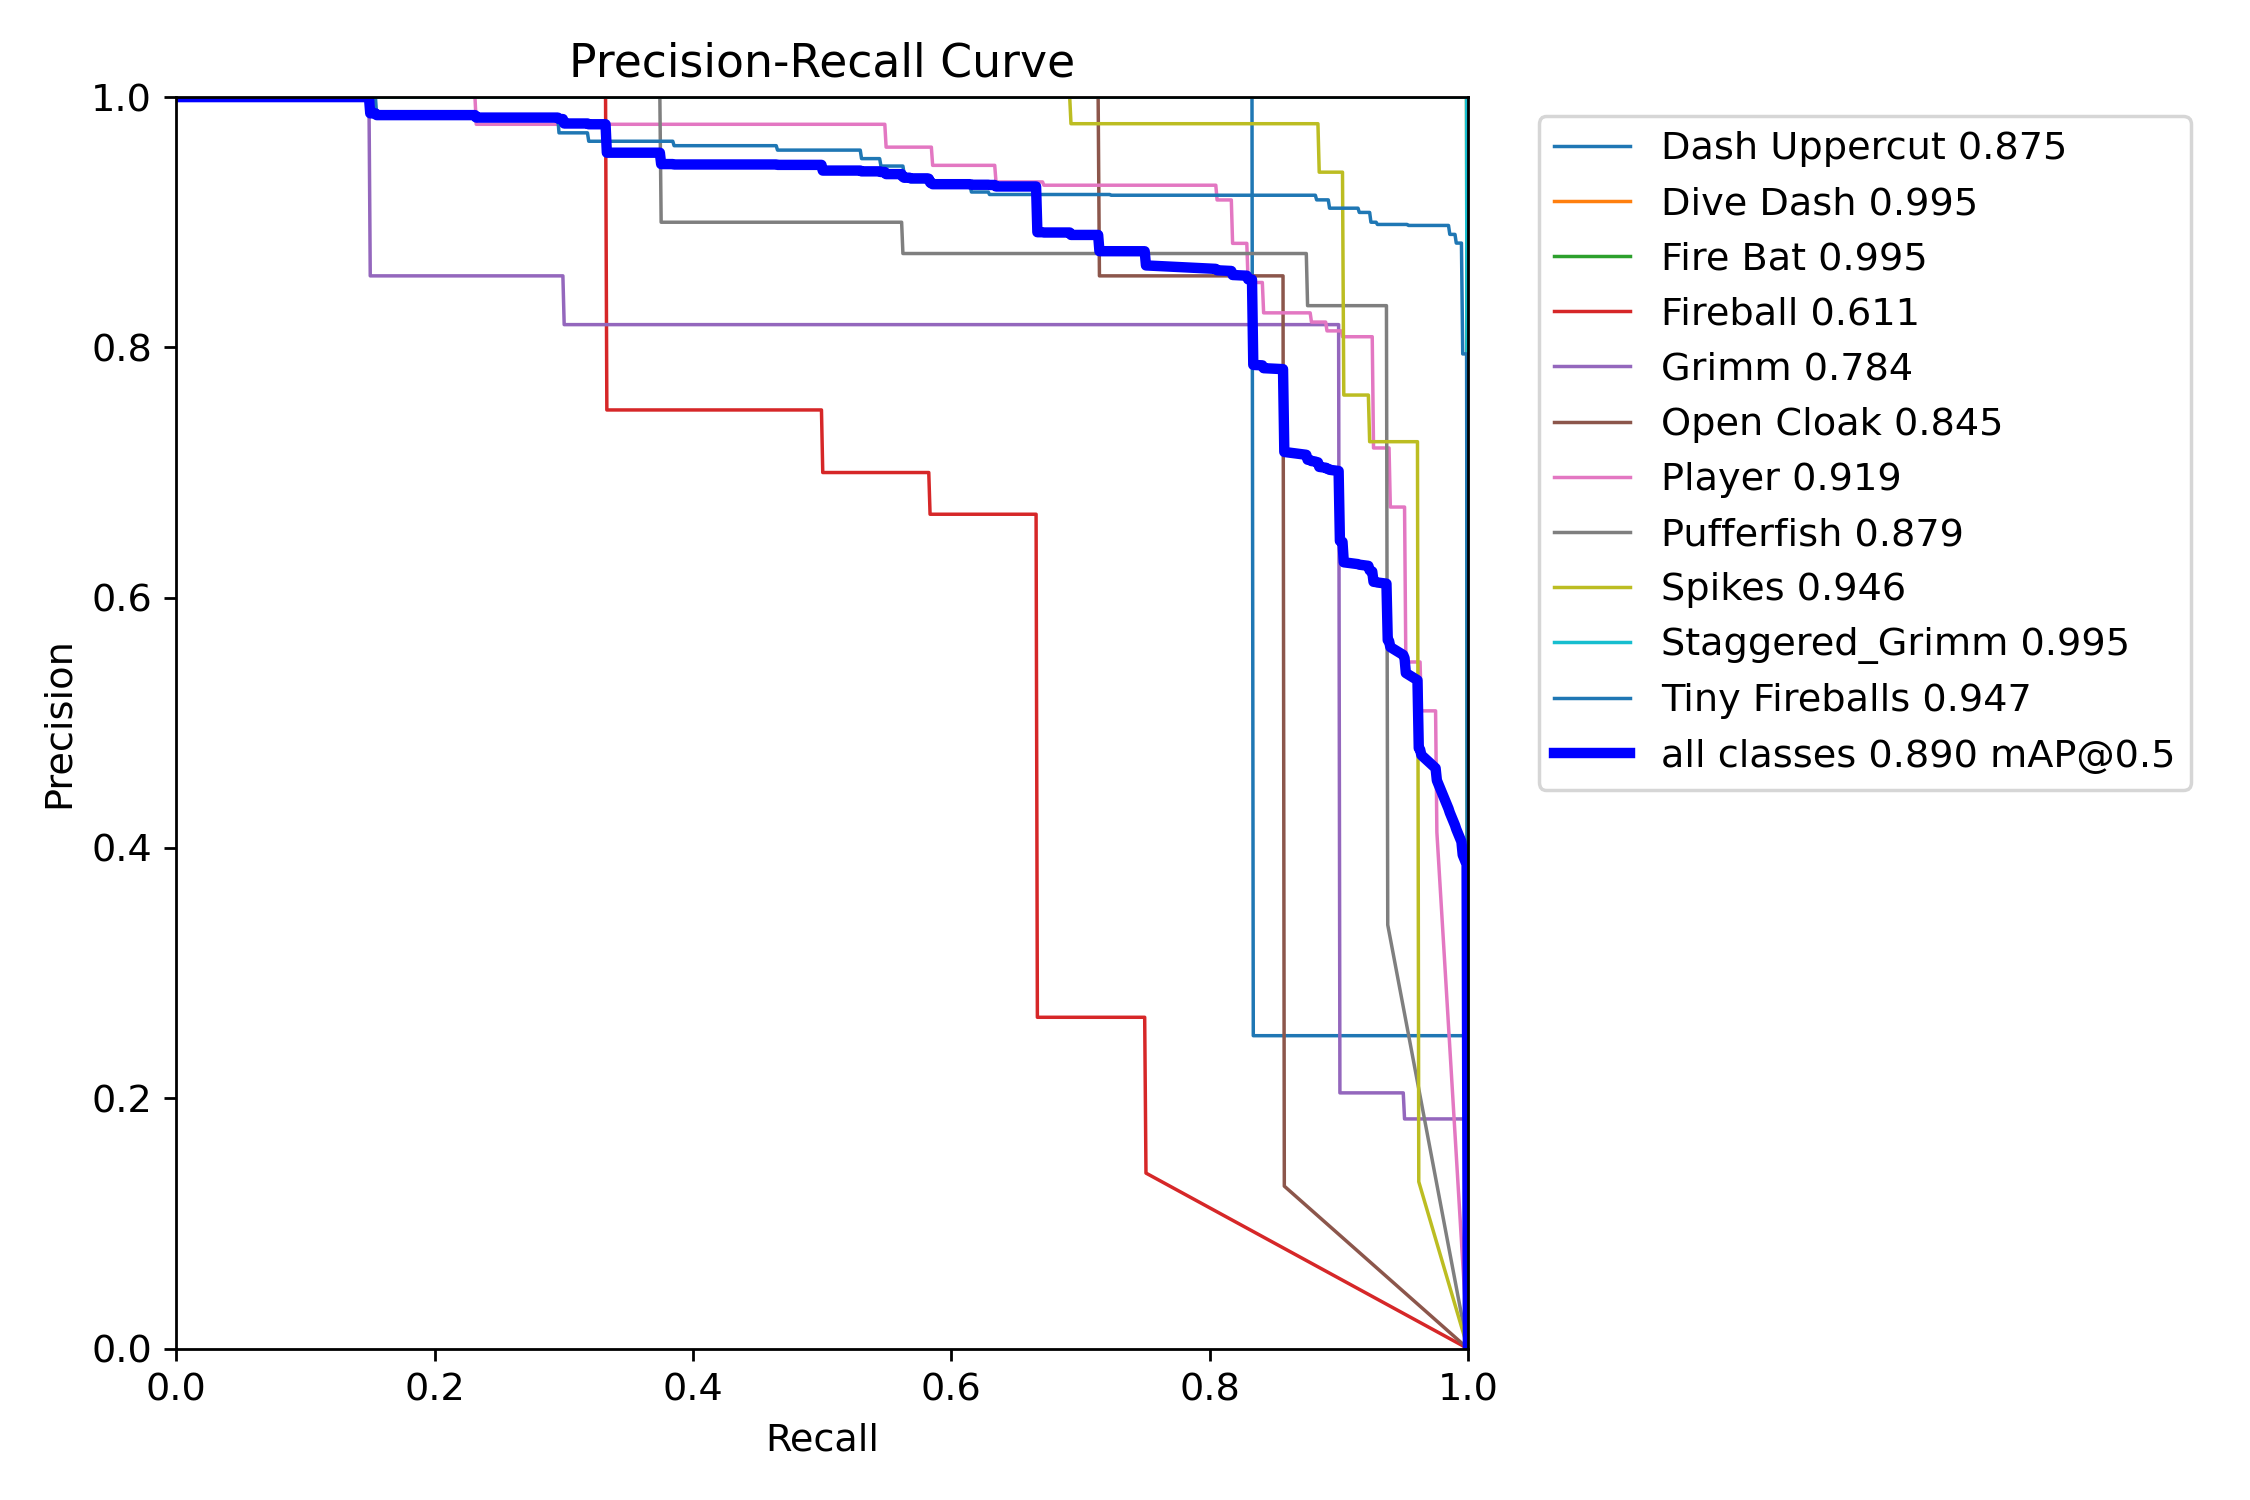 Precision-Recall Curve
1.0
0.8
0.6
0.4
0.2
0.0
Precision
0.0 0.2 0.4 0.6 0.8 1.0
Recall
Dash Uppercut 0.875
Dive Dash 0.995
Fire Bat 0.995
Fireball 0.611
Grimm 0.784
Open Cloak 0.845
Player 0.919
Pufferfish 0.879
Spikes 0.946
Staggered_Grimm 0.995
Tiny Fireballs 0.947
all classes 0.890 mAP@0.5